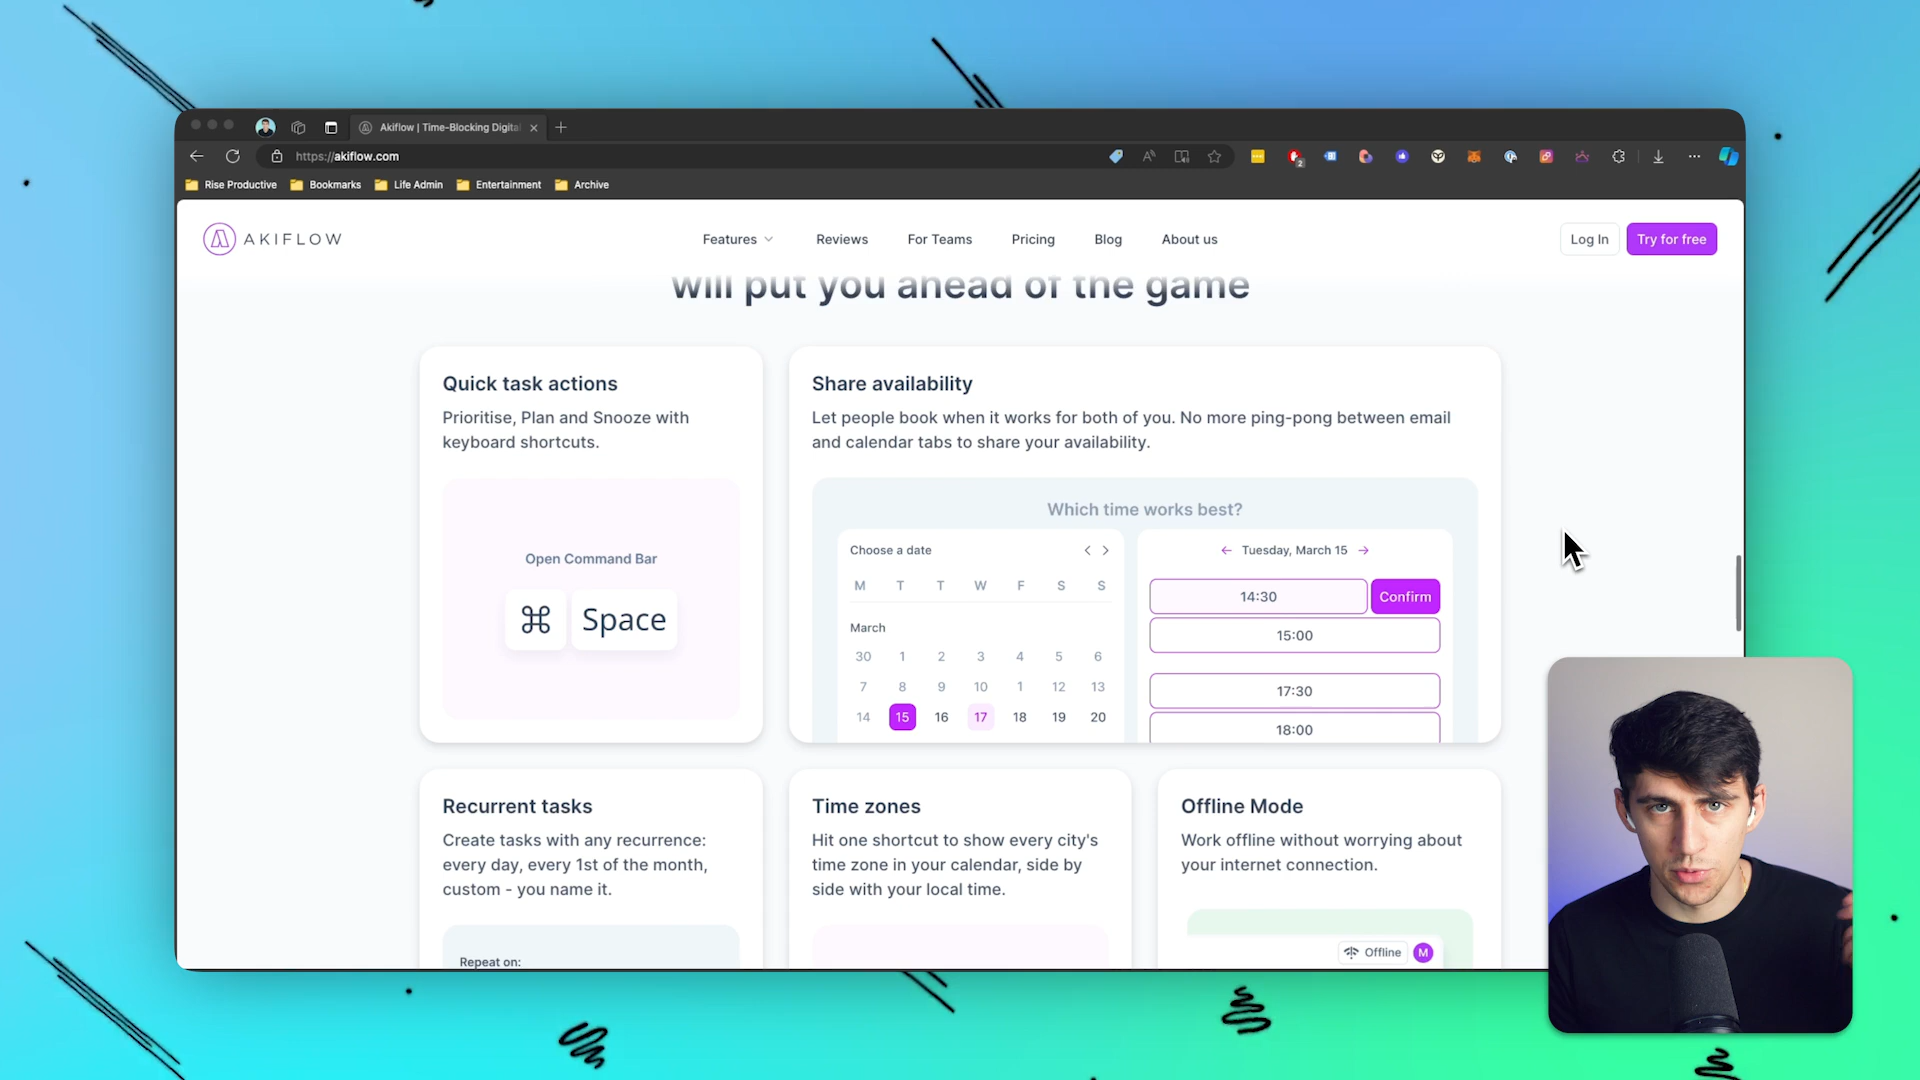 Akiflow | Time-Blocking Digital
https://akiflow.com
2
Rise Productive
Bookmarks
Life Admin
Entertainment
Archive
AKIFLOW
Features
Reviews
For Teams
Pricing
Blog
About us
Log In
Try for free
will put you ahead of the game
Quick task actions
Prioritise, Plan and Snooze with
keyboard shortcuts.
Open Command Bar
⌘ Space
Share availability
Let people book when it works for both of you. No more ping-pong between email
and calendar tabs to share your availability.
Which time works best?
Choose a date
M T T W F S S
March
30 1 2 3 4 5 6
7 8 9 10 1 12 13
14 15 16 17 18 19 20
Tuesday, March 15
14:30
Confirm
15:00
17:30
18:00
Recurrent tasks
Create tasks with any recurrence:
every day, every 1st of the month,
custom - you name it.
Repeat on:
Time zones
Hit one shortcut to show every city's
time zone in your calendar, side by
side with your local time.
Offline Mode
Work offline without worrying about
your internet connection.
Offline
M